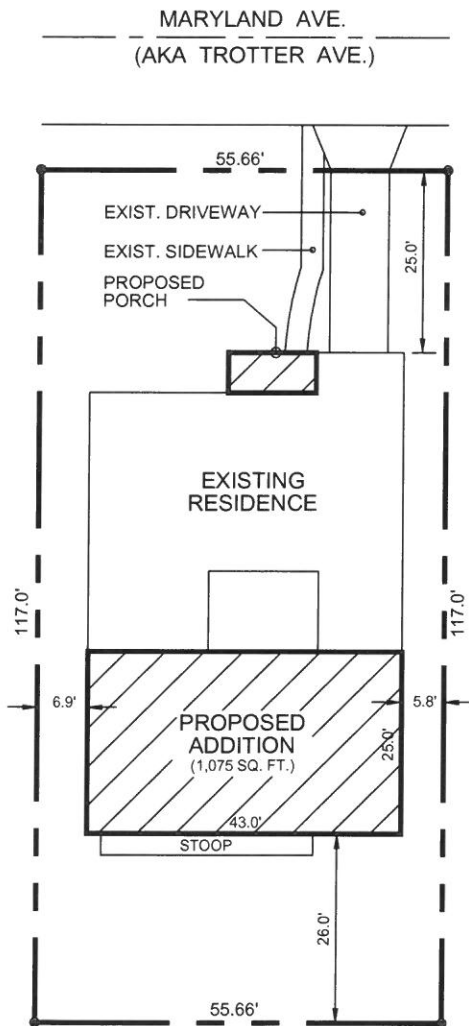 MARYLAND AVE.
(AKA TROTTER AVE.)
55.66'
EXIST. DRIVEWAY
EXIST. SIDEWALK
PROPOSED
PORCH
25.0'
EXISTING
RESIDENCE
117.0'
117.0'
6.9'
PROPOSED
ADDITION
(1,075 SQ. FT.)
25.0'
5.8'
43.0'
STOOP
26.0'
55.66'